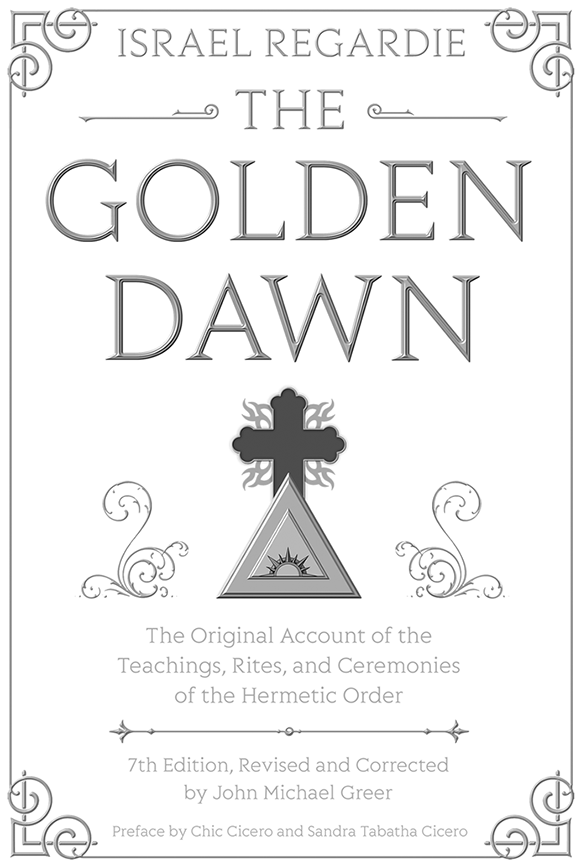 ISRAEL REGARDIE
THE
GOLDEN
DAWN
The Original Account of the
Teachings, Rites, and Ceremonies
of the Hermetic Order
7th Edition, Revised and Corrected
by John Michael Greer
Preface by Chic Cicero and Sandra Tabatha Cicero